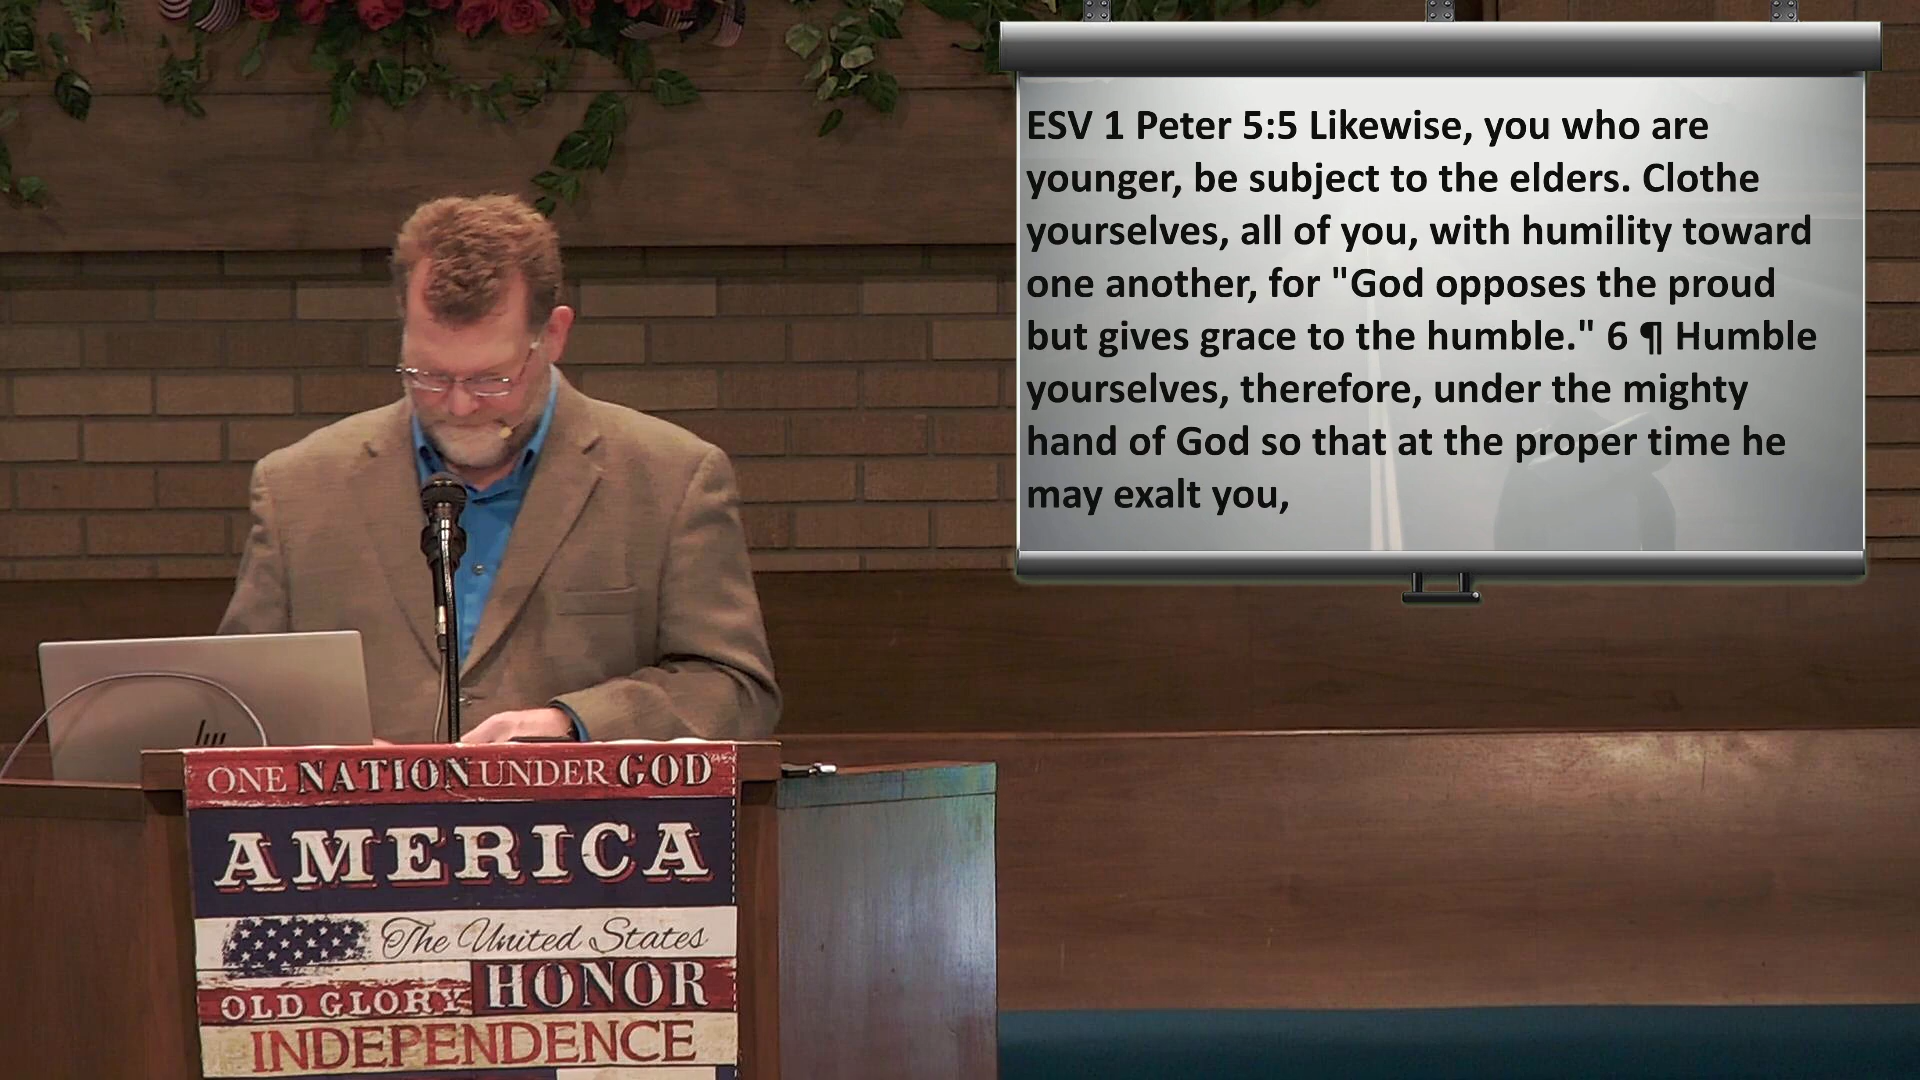 ESV 1 Peter 5:5 Likewise, you who are
younger, be subject to the elders. Clothe
yourselves, all of you, with humility toward
one another, for "God opposes the proud
but gives grace to the humble." 6 ¶ Humble
yourselves, therefore, under the mighty
hand of God so that at the proper time he
may exalt you,
hp
ONE NATION UNDER GOD
AMERICA
The United States
OLD GLORY HONOR
INDEPENDENCE